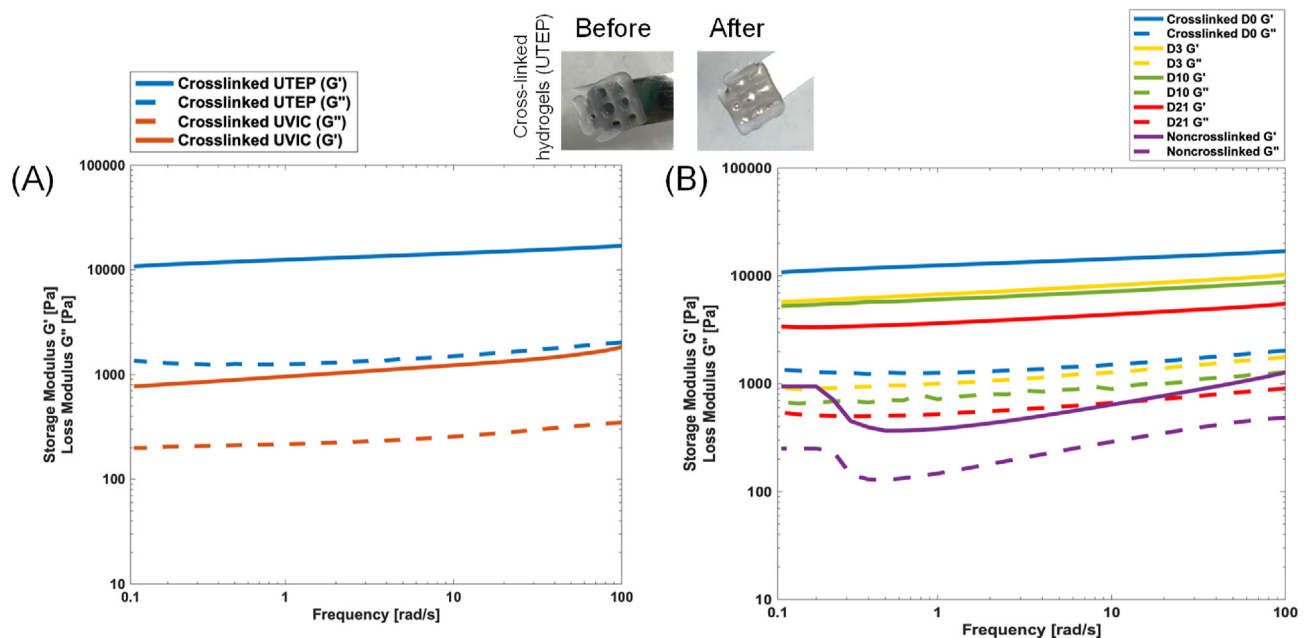 Before
After
Cross-linked
hydrogels (UTEP)
Crosslinked UTEP (G')
Crosslinked UTEP (G")
Crosslinked UVIC (G")
Crosslinked UVIC (G')
Crosslinked D0 G'
Crosslinked D0 G"
D3 G'
D3 G"
D10 G'
D10 G"
D21 G'
D21 G"
Noncrosslinked G'
Noncrosslinked G"
(A)
100000
10000
1000
100
10
Storage Modulus G' [Pa]
Loss Modulus G" [Pa]
0.1
1
10
100
Frequency [rad/s]
(B)
100000
10000
1000
100
10
Storage Modulus G' [Pa]
Loss Modulus G" [Pa]
0.1
1
10
100
Frequency [rad/s]